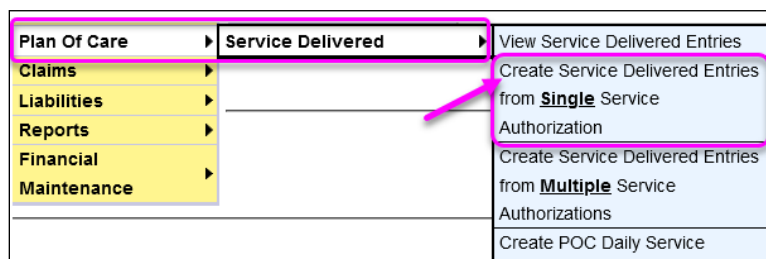 Plan Of Care
Claims
Liabilities
Reports
Financial
Maintenance
Service Delivered
View Service Delivered Entries
Create Service Delivered Entries
from Single Service
Authorization
Create Service Delivered Entries
from Multiple Service
Authorizations
Create POC Daily Service